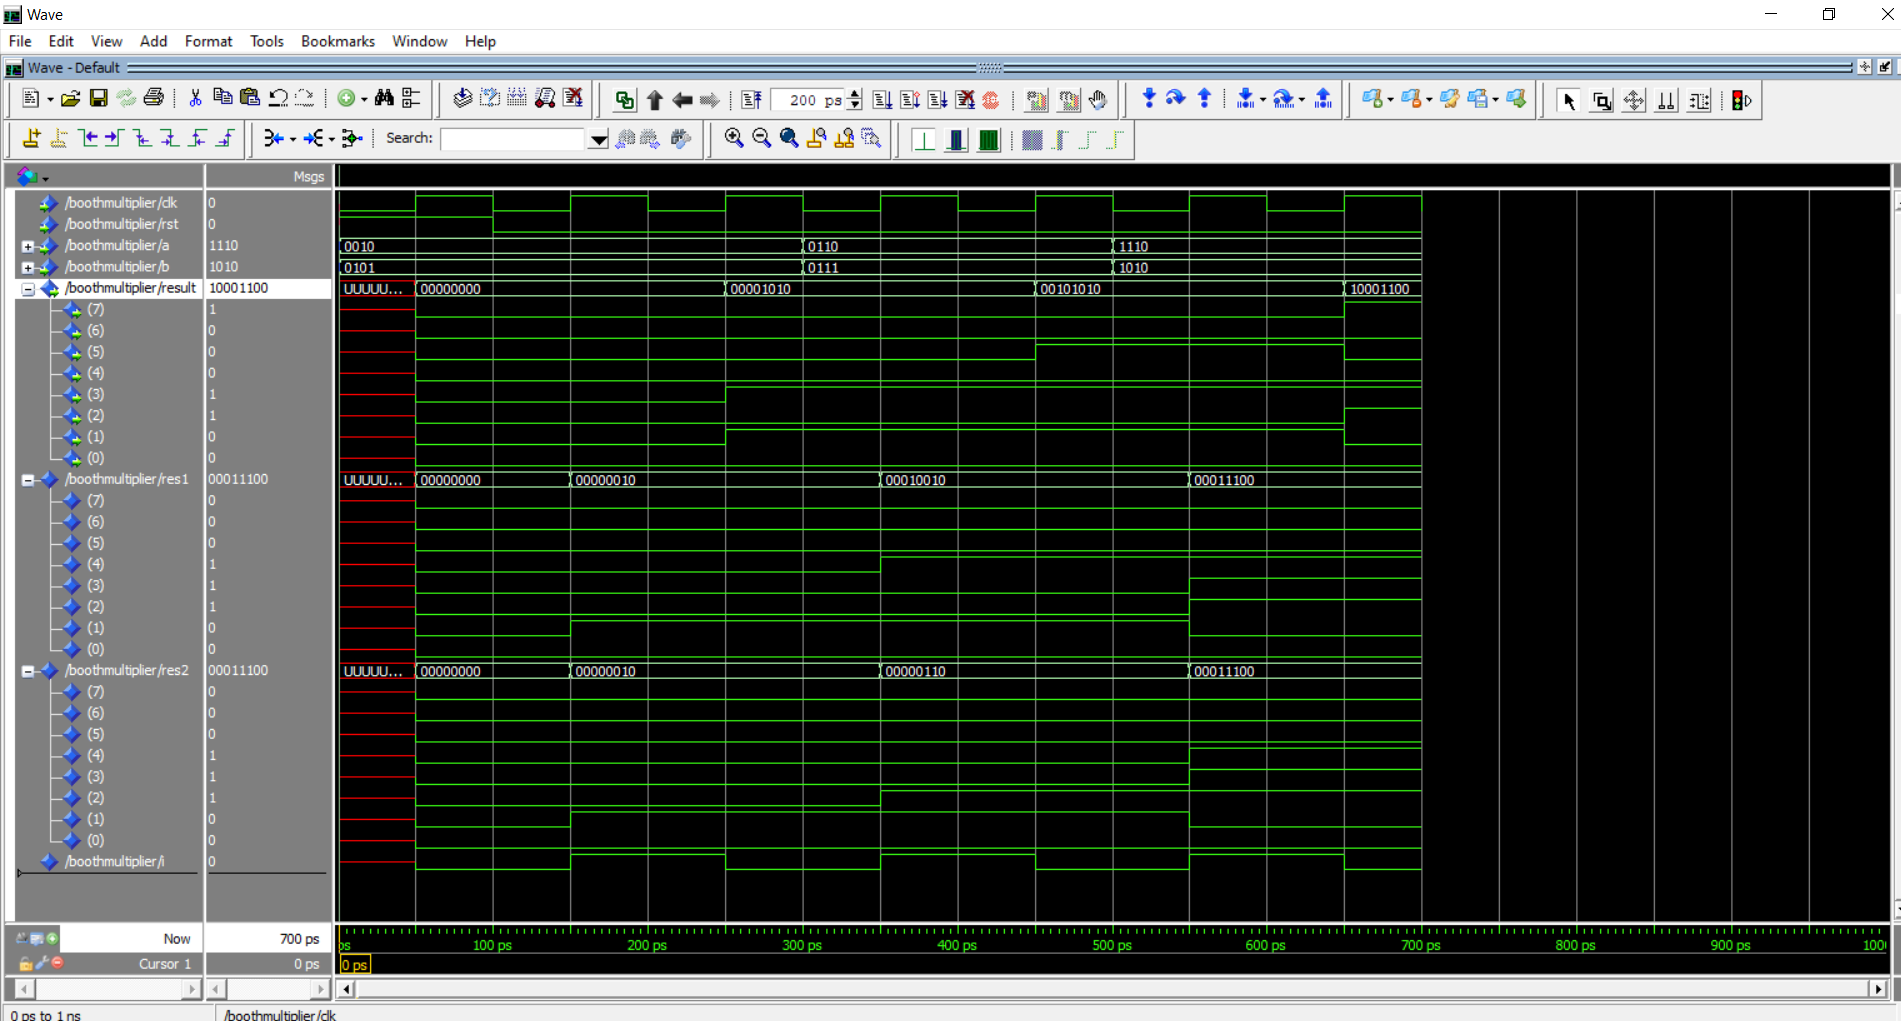 Wave
File Edit View Add Format Tools Bookmarks Window Help
Wave - Default
200 ps
Search:
Msgs
/boothmultiplier/clk 0
/boothmultiplier/rst 0
/boothmultiplier/a 1110 0010 0110 1110
/boothmultiplier/b 1010 0101 0111 1010
/boothmultiplier/result 10001100 UUUUU... 00000000 00001010 00101010 10001100
(7) 1
(6) 0
(5) 0
(4) 0
(3) 1
(2) 1
(1) 0
(0) 0
/boothmultiplier/res1 00011100 UUUUU... 00000000 00000010 00010010 00011100
(7) 0
(6) 0
(5) 0
(4) 1
(3) 1
(2) 1
(1) 0
(0) 0
/boothmultiplier/res2 00011100 UUUUU... 00000000 00000010 00000110 00011100
(7) 0
(6) 0
(5) 0
(4) 1
(3) 1
(2) 1
(1) 0
(0) 0
/boothmultiplier/i 0
Now 700 ps ps 100 ps 200 ps 300 ps 400 ps 500 ps 600 ps 700 ps 800 ps 900 ps 100
Cursor 1 0 ps 0 ps
0 ps to 1 ns /boothmultiplier/clk